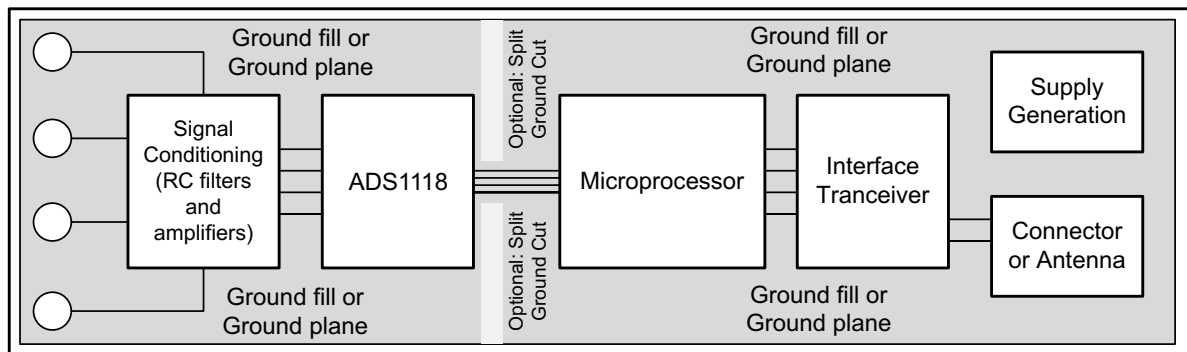 Ground fill or
Ground plane
Optional: Split
Ground Cut
Ground fill or
Ground plane
Supply
Generation
Signal
Conditioning
(RC filters
and
amplifiers)
ADS1118
Microprocessor
Interface
Tranceiver
Connector
or Antenna
Ground fill or
Ground plane
Optional: Split
Ground Cut
Ground fill or
Ground plane